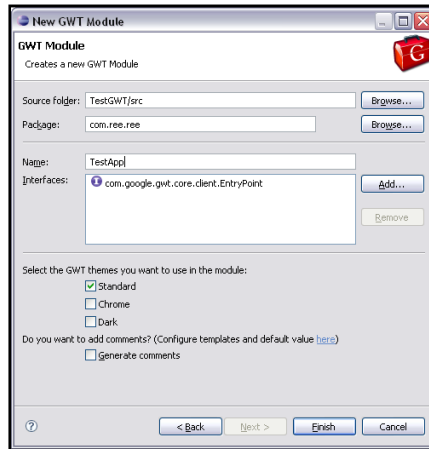 New GWT Module
GWT Module
Creates a new GWT Module
G
Source folder: TestGWT/src Browse...
Package: com.ree.ree Browse...
Name: TestApp
Interfaces: com.google.gwt.core.client.EntryPoint Add...
Remove
Select the GWT themes you want to use in the module:
Standard
Chrome
Dark
Do you want to add comments? (Configure templates and default value here)
Generate comments
? < Back Next > Finish Cancel